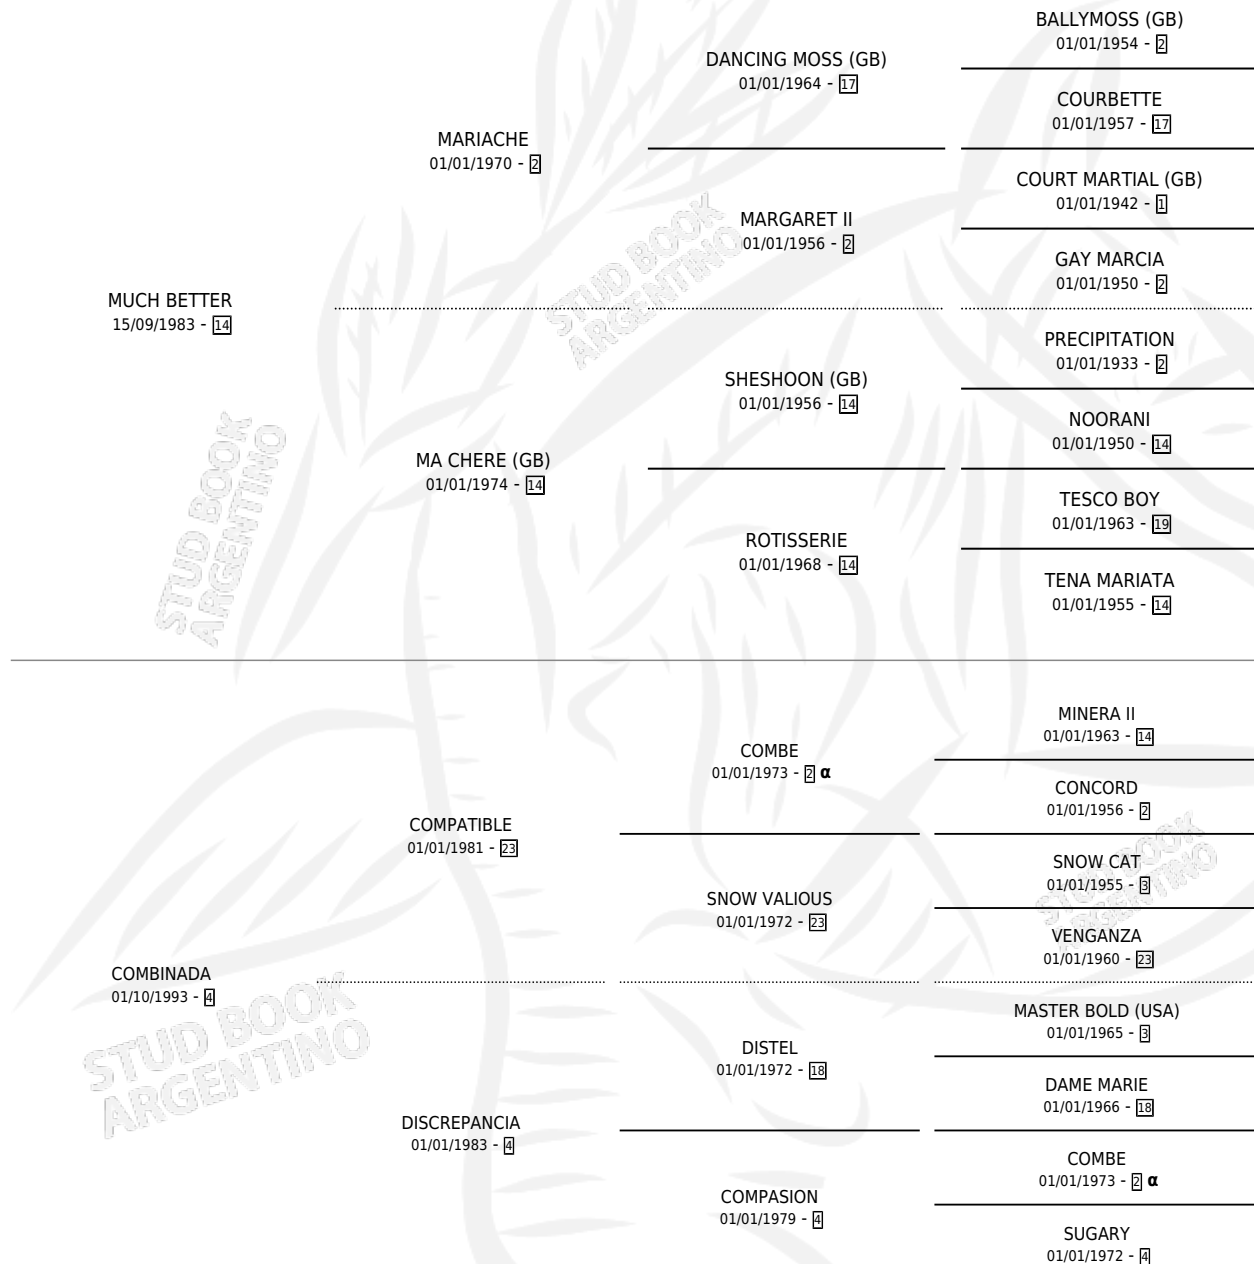 BALLYMOSS (GB)
01/01/1954 - 2
DANCING MOSS (GB)
01/01/1964 - 17
COURBETTE
01/01/1957 - 17
MARIACHE
01/01/1970 - 2
COURT MARTIAL (GB)
01/01/1942 - 1
MARGARET II
01/01/1956 - 2
GAY MARCIA
01/01/1950 - 2
MUCH BETTER
15/09/1983 - 14
PRECIPITATION
01/01/1933 - 2
SHESHOON (GB)
01/01/1956 - 14
NOORANI
01/01/1950 - 14
MA CHERE (GB)
01/01/1974 - 14
TESCO BOY
01/01/1963 - 19
ROTISSERIE
01/01/1968 - 14
TENA MARIATA
01/01/1955 - 14
MINERA II
01/01/1963 - 14
COMBE
01/01/1973 - 2 α
CONCORD
01/01/1956 - 2
COMPATIBLE
01/01/1981 - 23
SNOW CAT
01/01/1955 - 3
SNOW VALIOUS
01/01/1972 - 23
VENGANZA
01/01/1960 - 23
COMBINADA
01/10/1993 - 4
MASTER BOLD (USA)
01/01/1965 - 3
DISTEL
01/01/1972 - 18
DAME MARIE
01/01/1966 - 18
DISCREPANCIA
01/01/1983 - 4
COMBE
01/01/1973 - 2 α
COMPASION
01/01/1979 - 4
SUGARY
01/01/1972 - 4
STUD BOOK
ARGENTINO
STUD BOOK
ARGENTINO
STUD BOOK
ARGENTINO
STUD BOOK
ARGENTINO